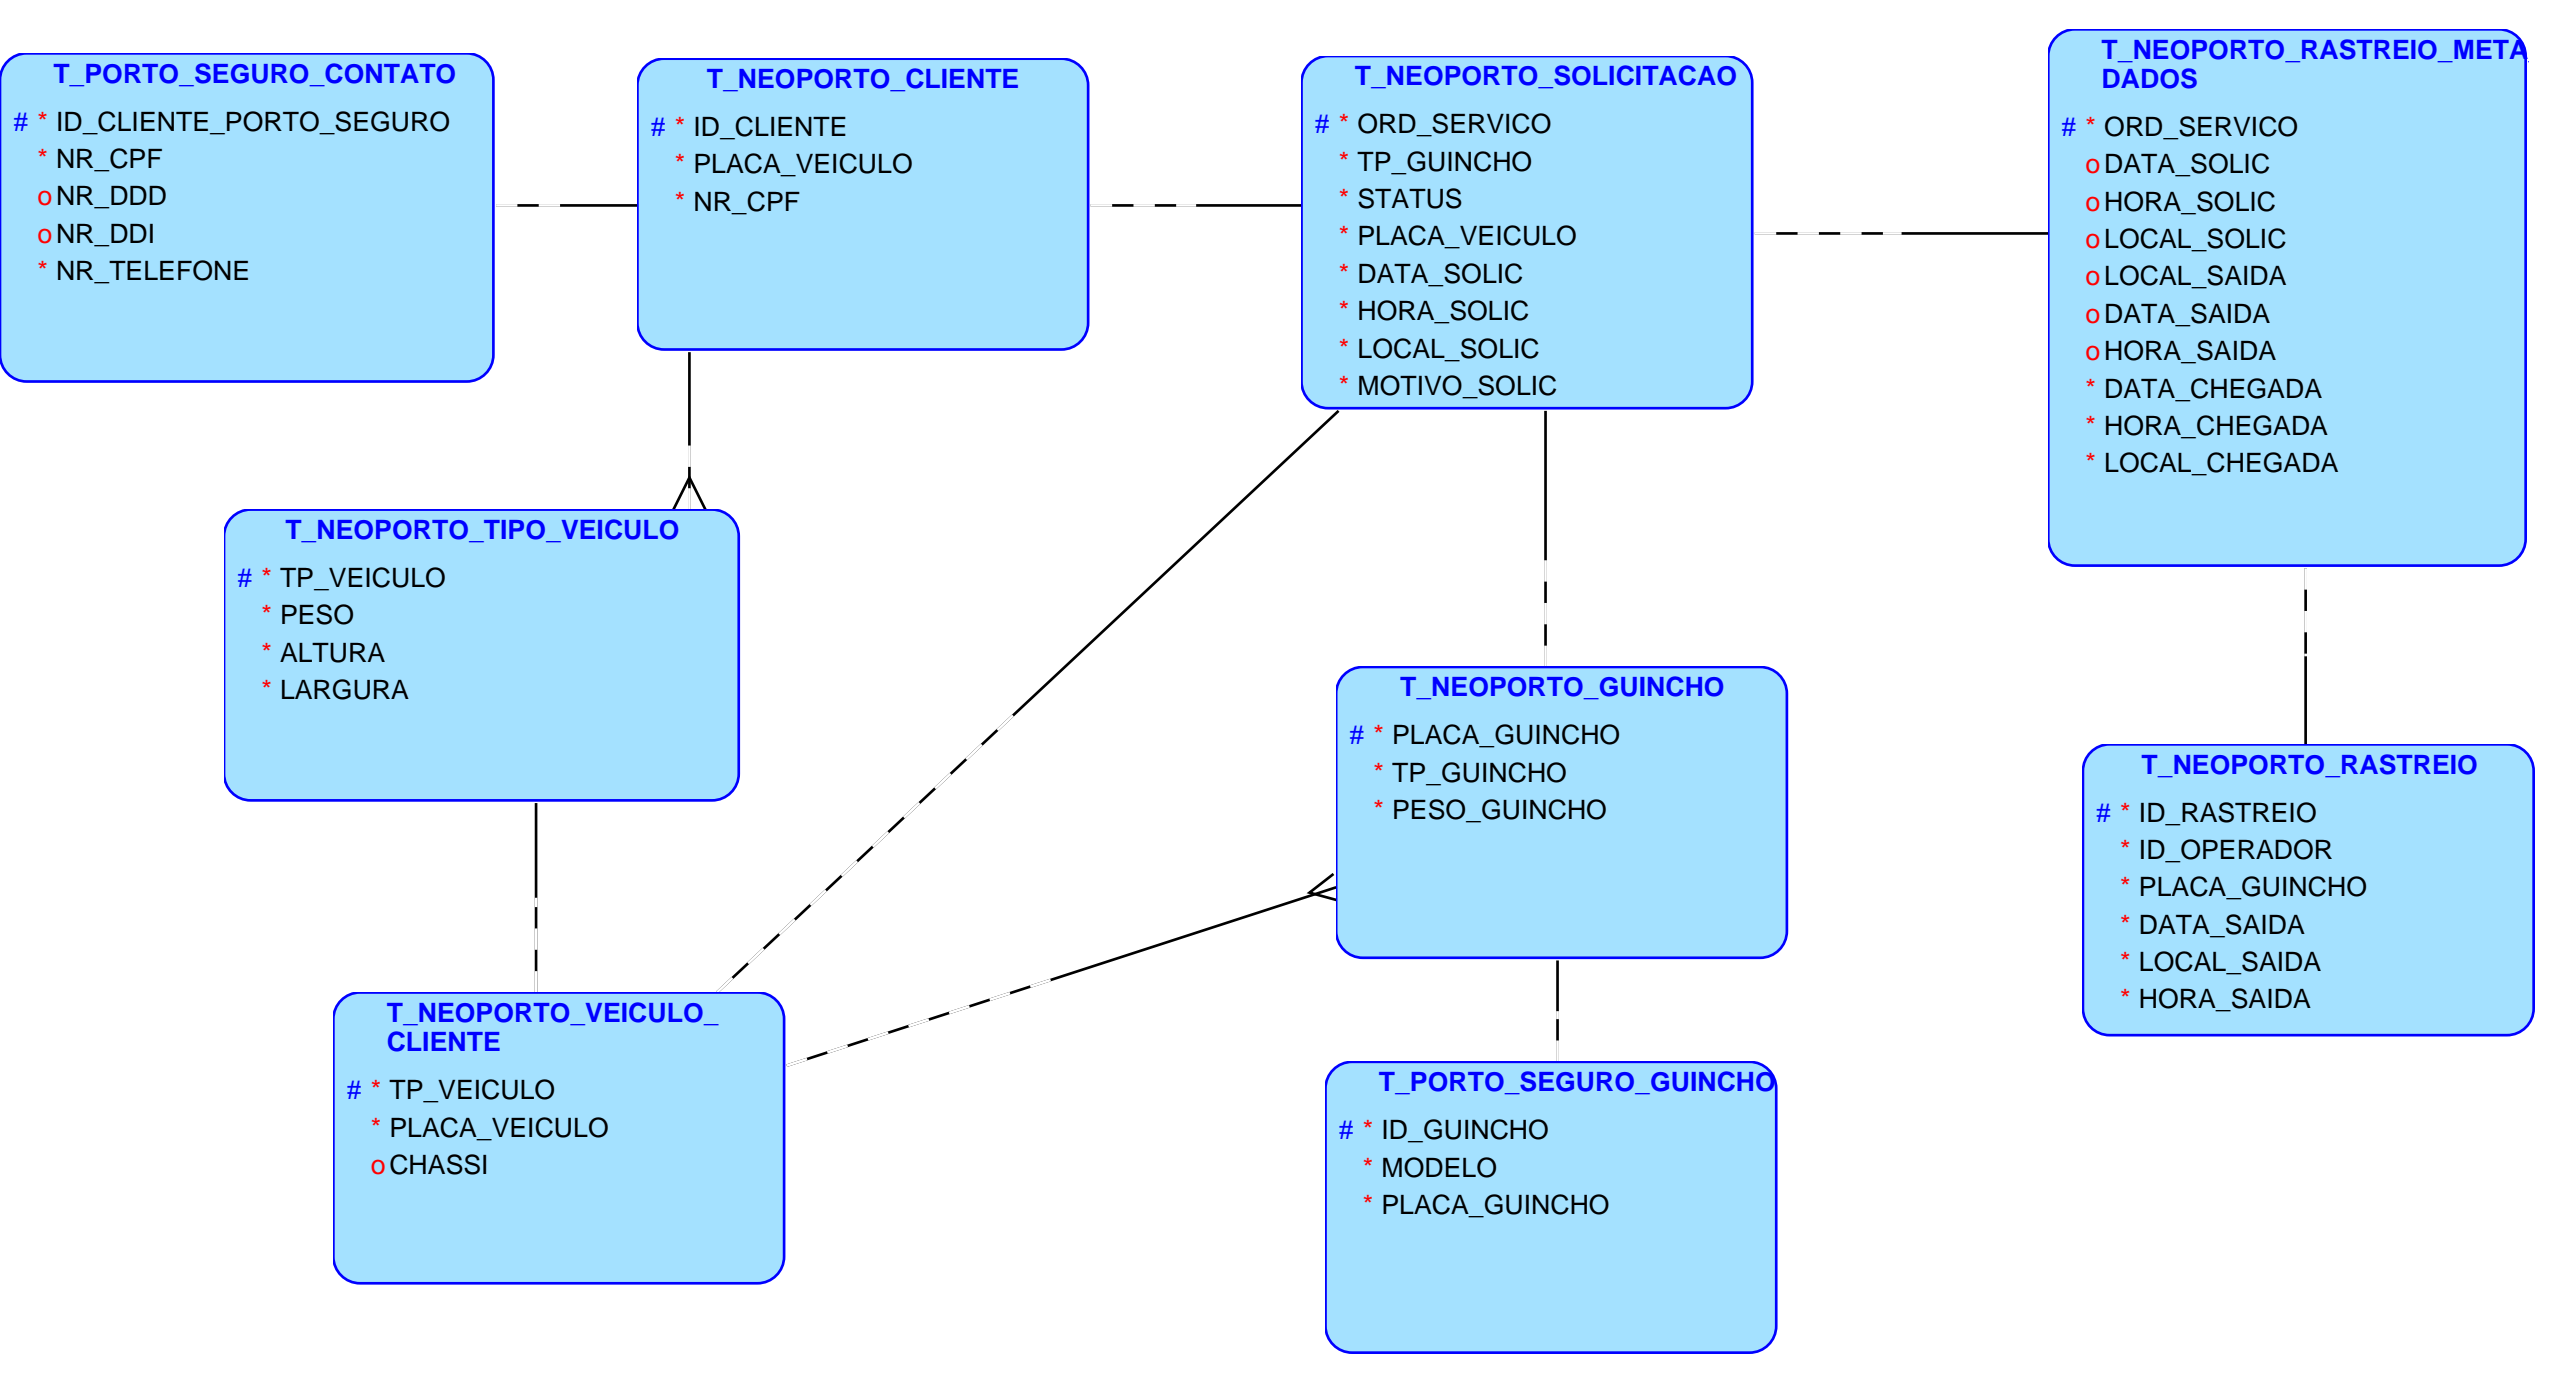 T_PORTO_SEGURO_CONTATO
# * ID_CLIENTE_PORTO_SEGURO
* NR_CPF
o NR_DDD
o NR_DDI
* NR_TELEFONE
T_NEOPORTO_CLIENTE
# * ID_CLIENTE
* PLACA_VEICULO
* NR_CPF
T_NEOPORTO_SOLICITACAO
# * ORD_SERVICO
* TP_GUINCHO
* STATUS
* PLACA_VEICULO
* DATA_SOLIC
* HORA_SOLIC
* LOCAL_SOLIC
* MOTIVO_SOLIC
T_NEOPORTO_RASTREIO_META
DADOS
# * ORD_SERVICO
o DATA_SOLIC
o HORA_SOLIC
o LOCAL_SOLIC
o LOCAL_SAIDA
o DATA_SAIDA
o HORA_SAIDA
* DATA_CHEGADA
* HORA_CHEGADA
* LOCAL_CHEGADA
T_NEOPORTO_TIPO_VEICULO
# * TP_VEICULO
* PESO
* ALTURA
* LARGURA
T_NEOPORTO_GUINCHO
# * PLACA_GUINCHO
* TP_GUINCHO
* PESO_GUINCHO
T_NEOPORTO_RASTREIO
# * ID_RASTREIO
* ID_OPERADOR
* PLACA_GUINCHO
* DATA_SAIDA
* LOCAL_SAIDA
* HORA_SAIDA
T_NEOPORTO_VEICULO_
CLIENTE
# * TP_VEICULO
* PLACA_VEICULO
o CHASSI
T_PORTO_SEGURO_GUINCHO
# * ID_GUINCHO
* MODELO
* PLACA_GUINCHO